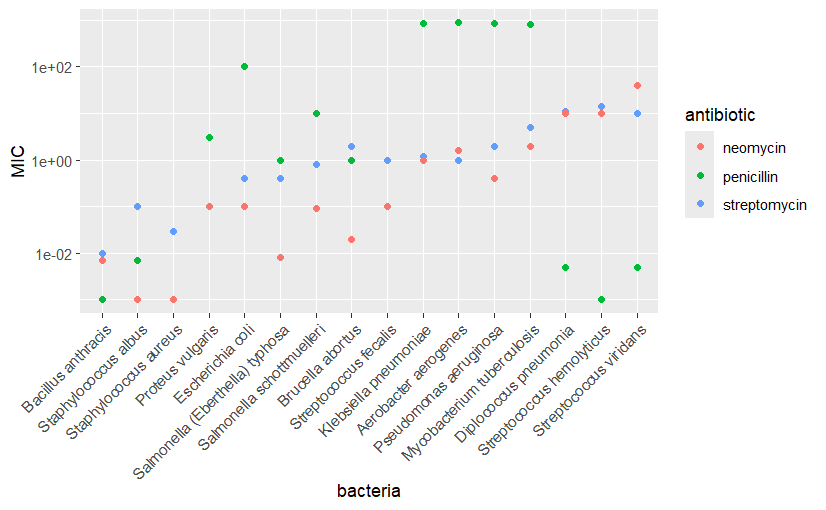 MIC
1e+02
1e+00
1e-02
Bacillus anthracis
Staphylococcus albus
Staphylococcus aureus
Proteus vulgaris
Escherichia coli
Salmonella (Eberthella) typhosa
Salmonella schottmuelleri
Brucella abortus
Streptococcus fecalis
Klebsiella pneumoniae
Aerobacter aerogenes
Pseudomonas aeruginosa
Mycobacterium tuberculosis
Diplococcus pneumonia
Streptococcus hemolyticus
Streptococcus viridans
bacteria
antibiotic
neomycin
penicillin
streptomycin